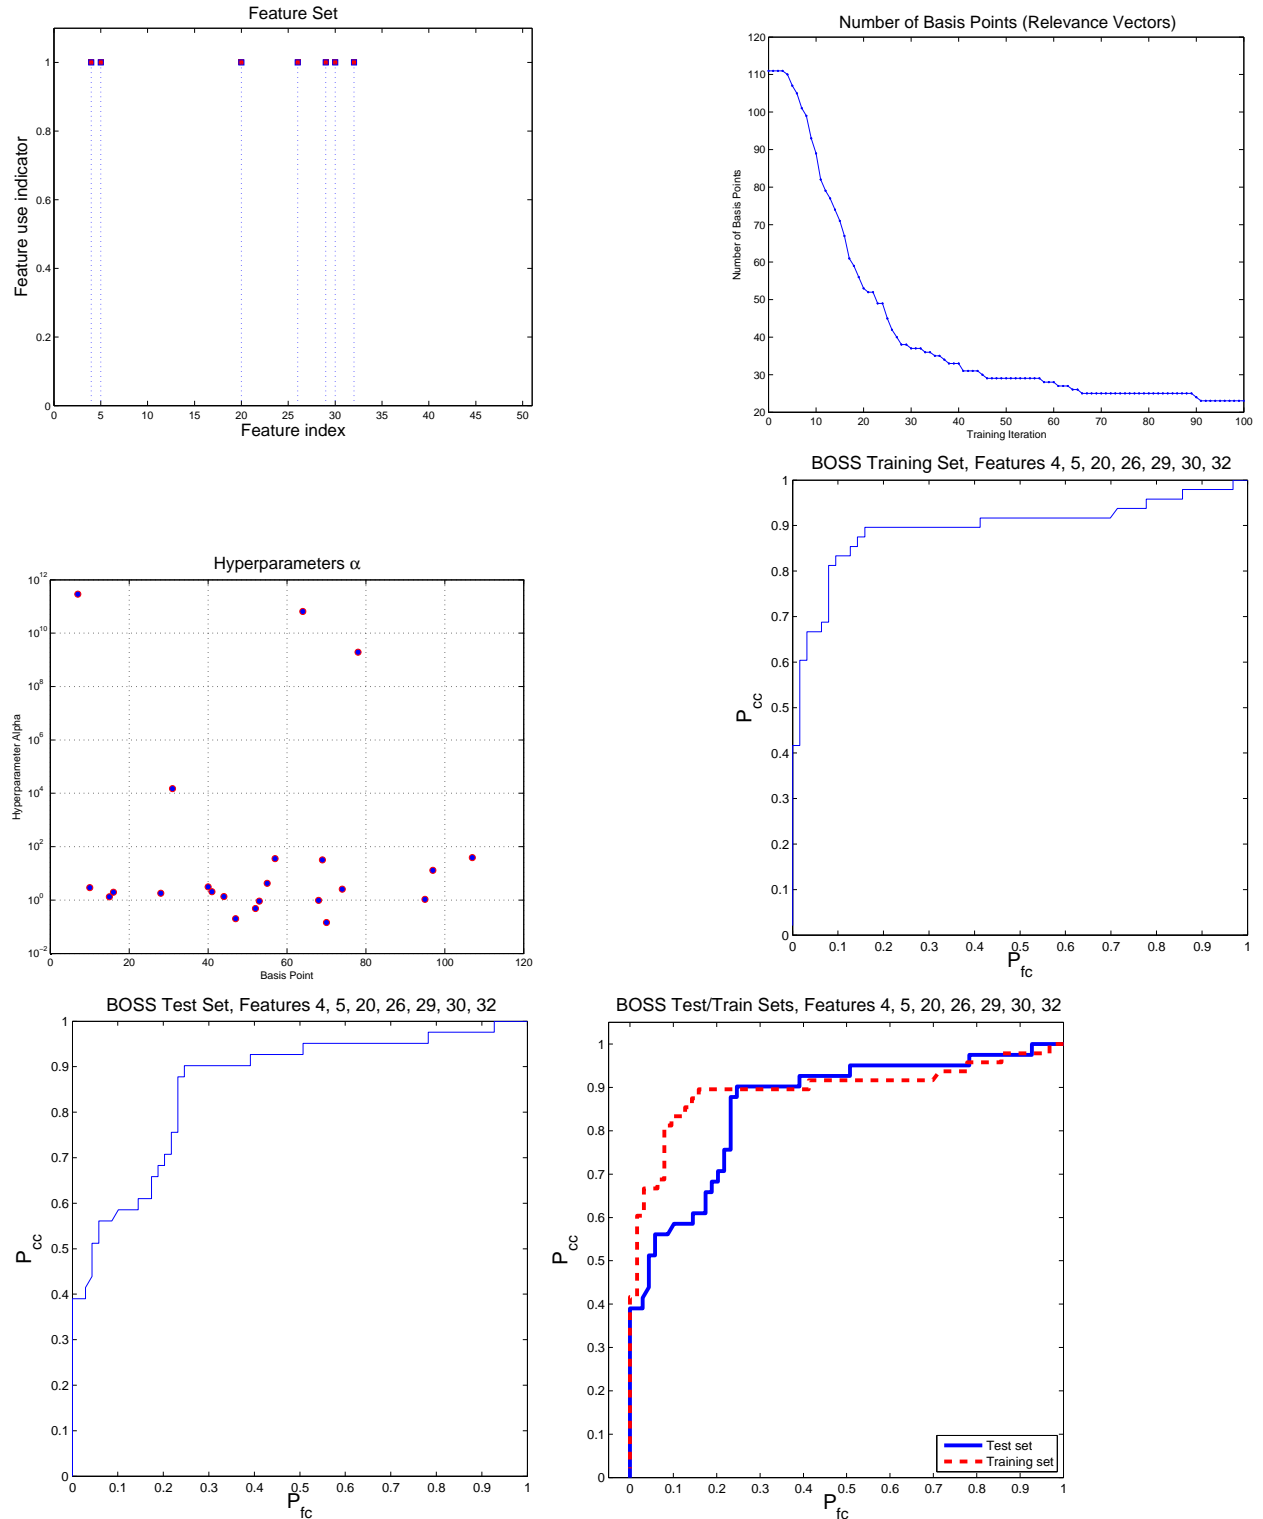 Feature Set
Feature use indicator
1
0.8
0.6
0.4
0.2
0
0 5 10 15 20 25 30 35 40 45 50
Feature index
Number of Basis Points (Relevance Vectors)
Number of Basis Points
120
110
100
90
80
70
60
50
40
30
20
0 10 20 30 40 50 60 70 80 90 100
Training Iteration
Hyperparameters α
Hyperparameter Alpha
10^12
10^10
10^8
10^6
10^4
10^2
10^0
10^−2
0 20 40 60 80 100 120
Basis Point
BOSS Training Set, Features 4, 5, 20, 26, 29, 30, 32
P_cc
1
0.9
0.8
0.7
0.6
0.5
0.4
0.3
0.2
0.1
0
0 0.1 0.2 0.3 0.4 0.5 0.6 0.7 0.8 0.9 1
P_fc
BOSS Test Set, Features 4, 5, 20, 26, 29, 30, 32
P_cc
1
0.9
0.8
0.7
0.6
0.5
0.4
0.3
0.2
0.1
0
0 0.1 0.2 0.3 0.4 0.5 0.6 0.7 0.8 0.9 1
P_fc
BOSS Test/Train Sets, Features 4, 5, 20, 26, 29, 30, 32
P_cc
1
0.9
0.8
0.7
0.6
0.5
0.4
0.3
0.2
0.1
0
0 0.1 0.2 0.3 0.4 0.5 0.6 0.7 0.8 0.9 1
P_fc
Test set
Training set